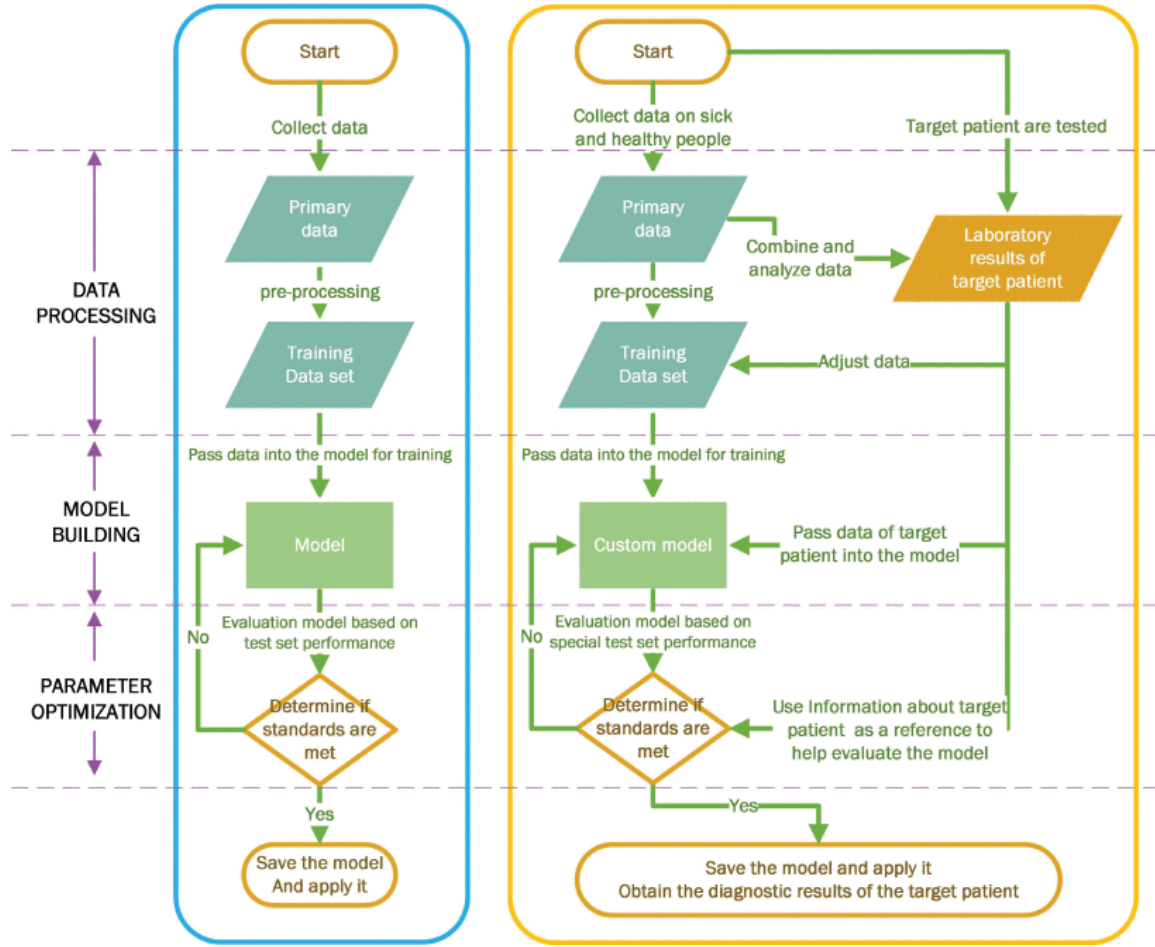 Start
Collect data
Primary
data
pre-processing
Training
Data set
Pass data into the model for training
Model
No
Evaluation model based on
test set performance
Determine if
standards are
met
Yes
Save the model
And apply it
Start
Collect data on sick
and healthy people
Target patient are tested
Primary
data
Combine and
analyze data
Laboratory
results of
target patient
pre-processing
Training
Data set
Adjust data
Pass data into the model for training
Custom model
Pass data of target
patient into the model
No
Evaluation model based on
special test set performance
Determine if
standards are
met
Use Information about target
patient as a reference to
help evaluate the model
Yes
Save the model and apply it
Obtain the diagnostic results of the target patient
DATA
PROCESSING
MODEL
BUILDING
PARAMETER
OPTIMIZATION